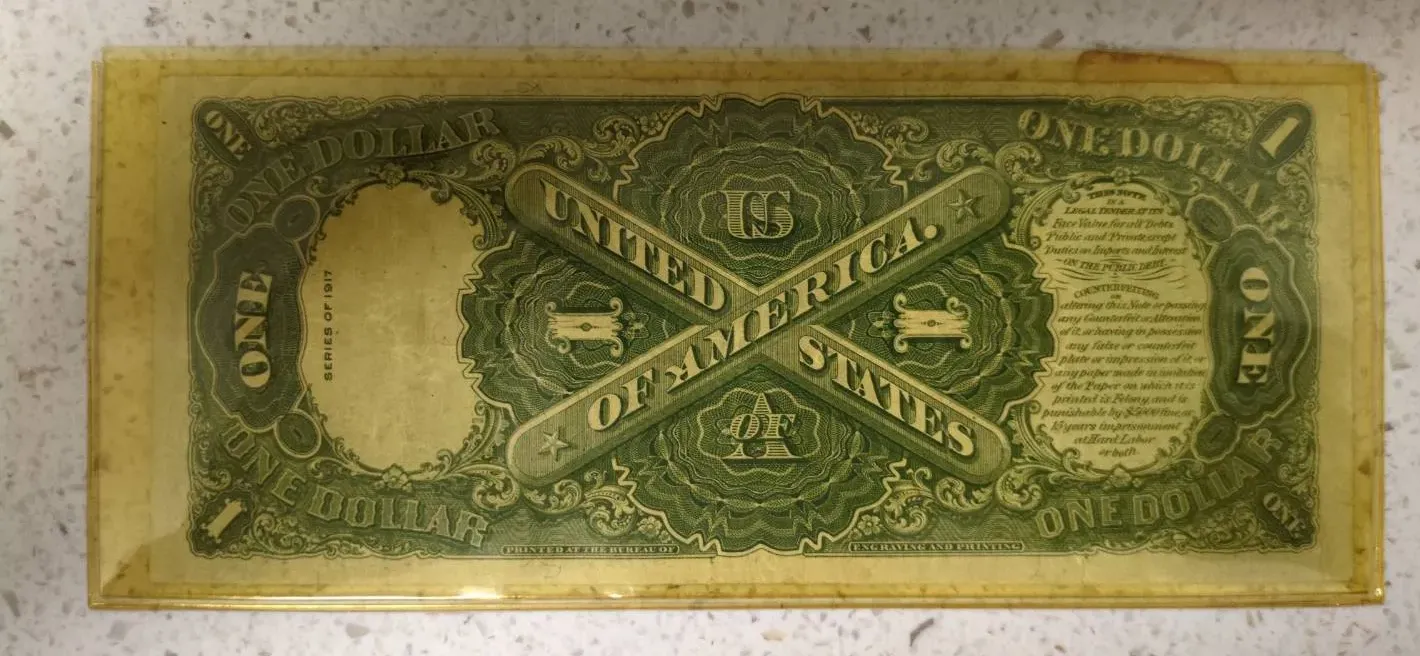 ONE
ONE DOLLAR
ONE DOLLAR
1
US
UNITED
STATES
OF AMERICA.
1
1
OF A
ONE
SERIES OF 1917
THIS NOTE
IS A
LEGAL TENDER AT ITS
Face Value for all Debts
Public and Private, except
Duties on Imports and Interest
ON THE PUBLIC DEBT.
COUNTERFEITING
OR
altering this Note or passing
any Counterfeit or Alteration
of it, or having in possession
any false or counterfeit
plate or impression of it, or
any paper made in imitation
of the Paper on which it is
printed is Felony and is
punishable by $5000 fine, or
15 years imprisonment
at Hard Labor
or both.
ONE
ONE DOLLAR
ONE DOLLAR
1
ONE
PRINTED AT THE BUREAU OF
ENGRAVING AND PRINTING